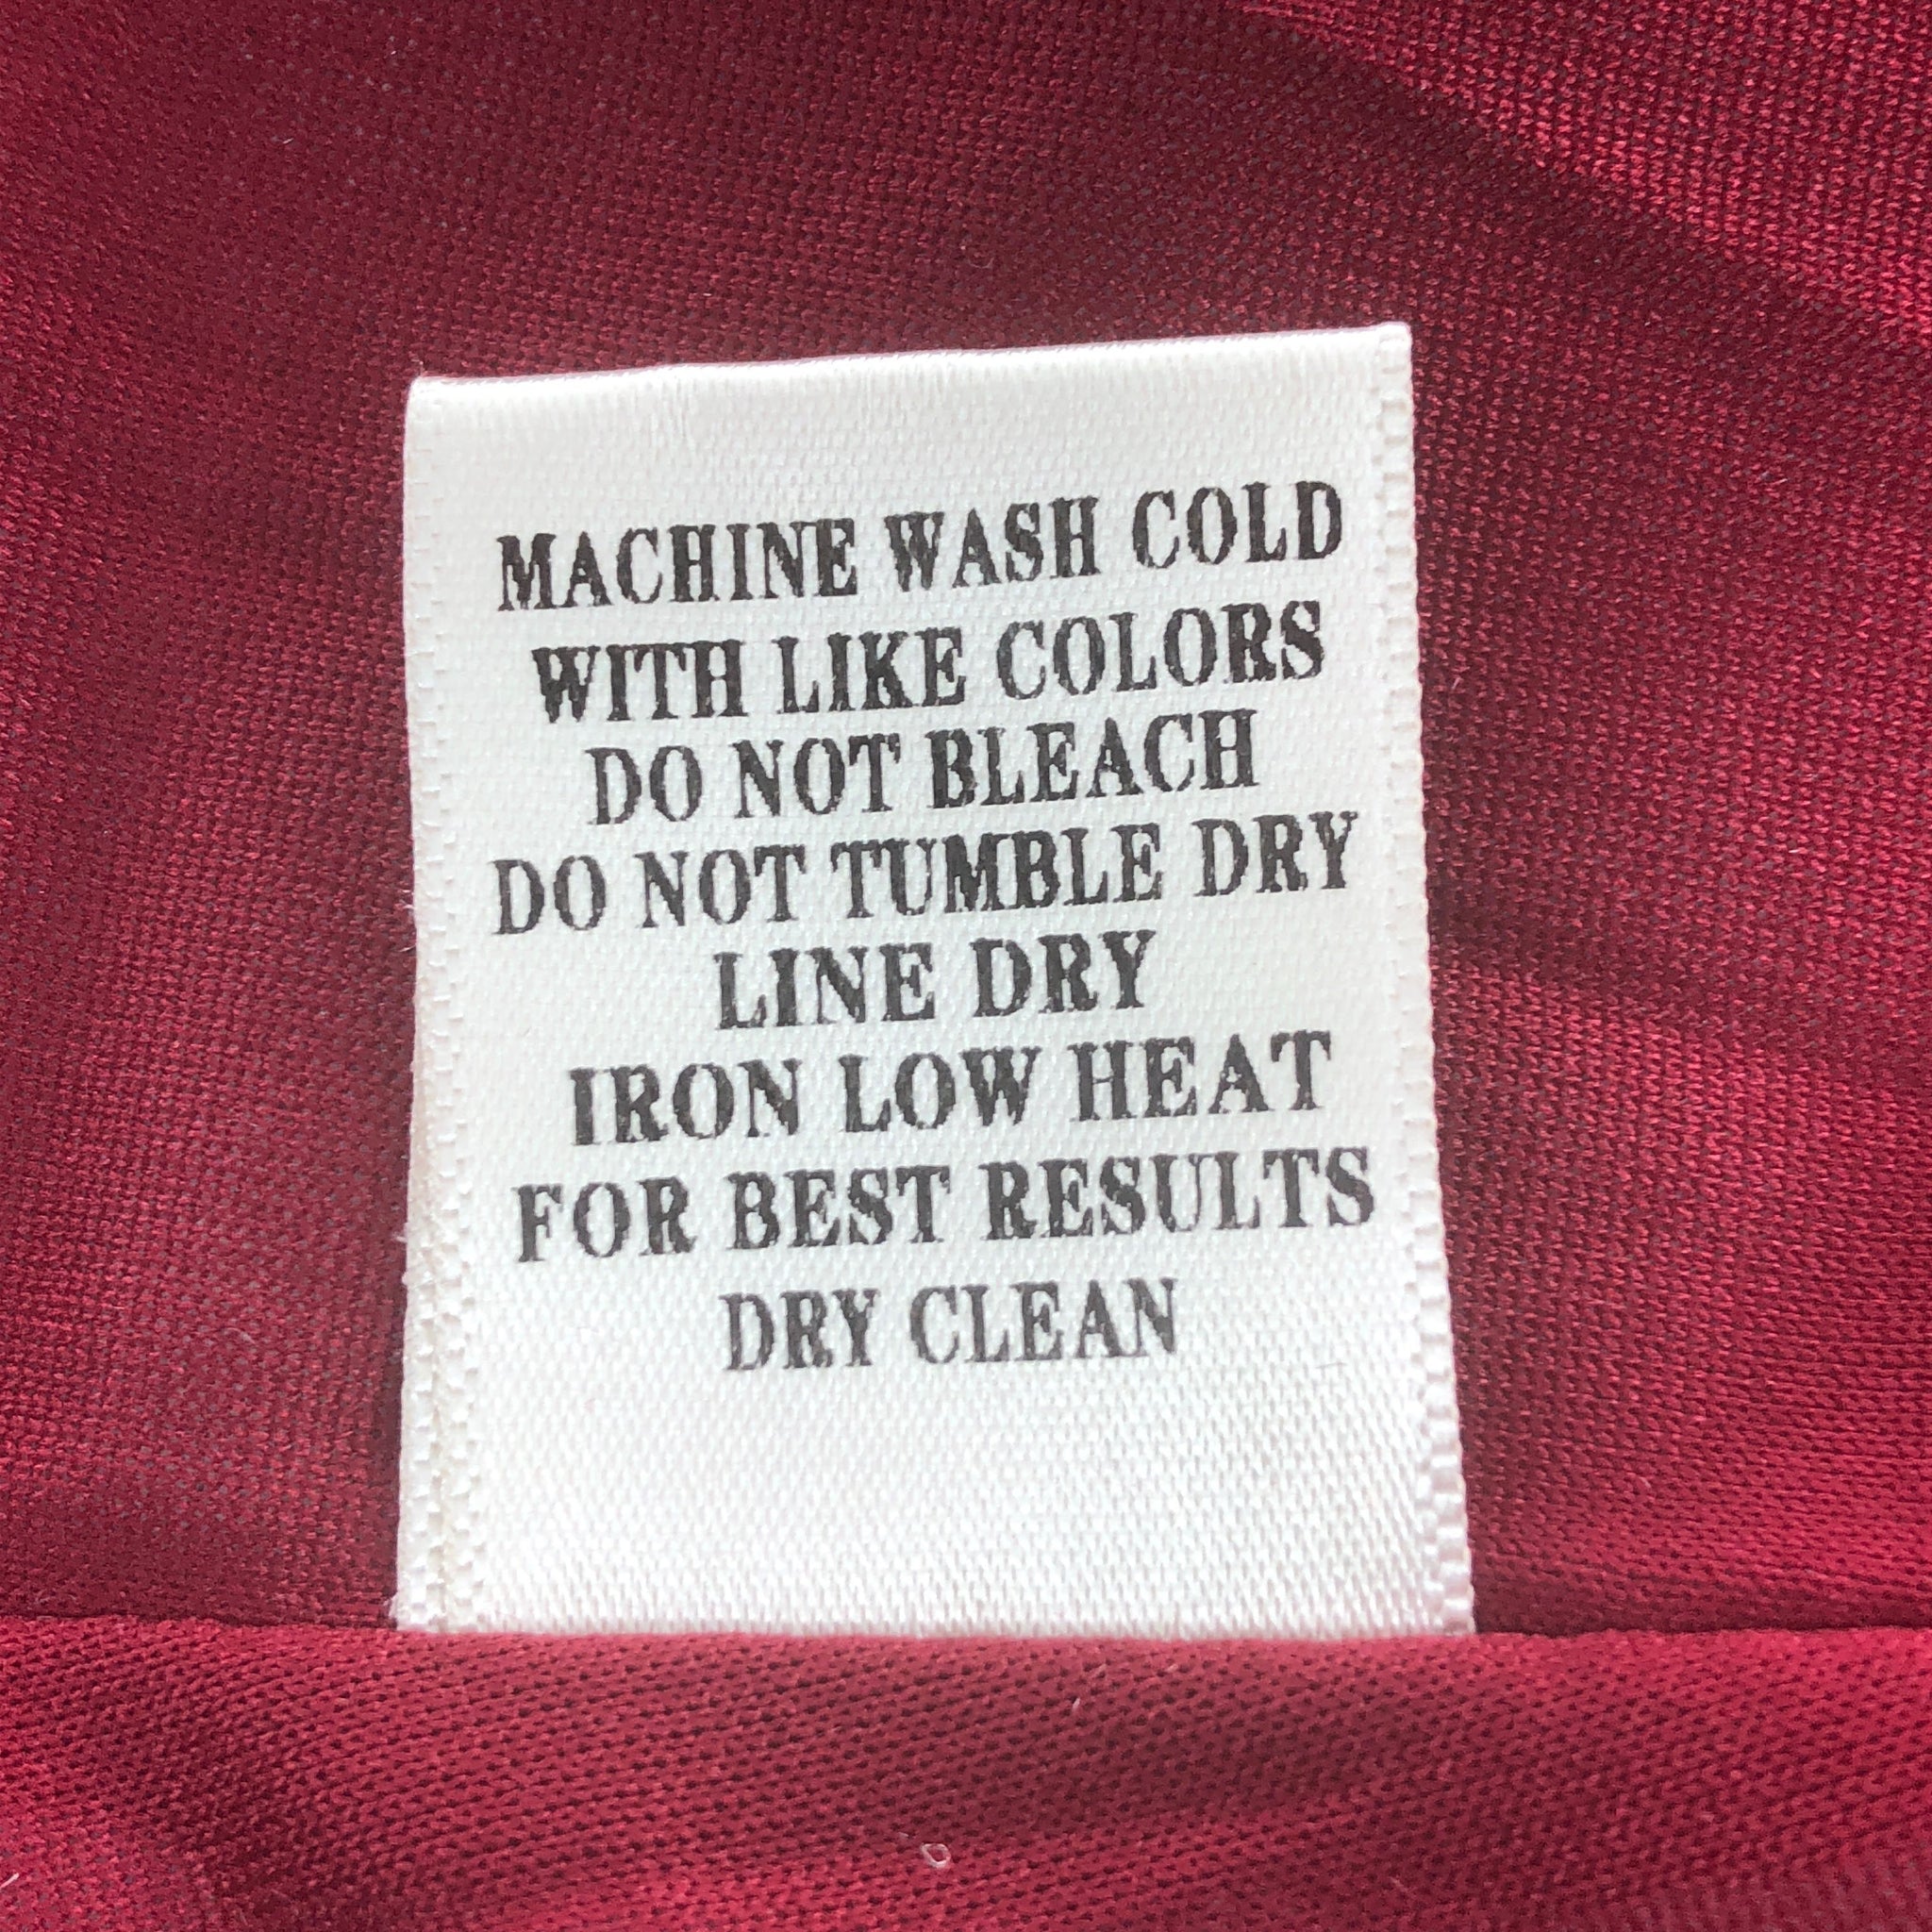 MACHINE WASH COLD
WITH LIKE COLORS
DO NOT BLEACH
DO NOT TUMBLE DRY
LINE DRY
IRON LOW HEAT
FOR BEST RESULTS
DRY CLEAN